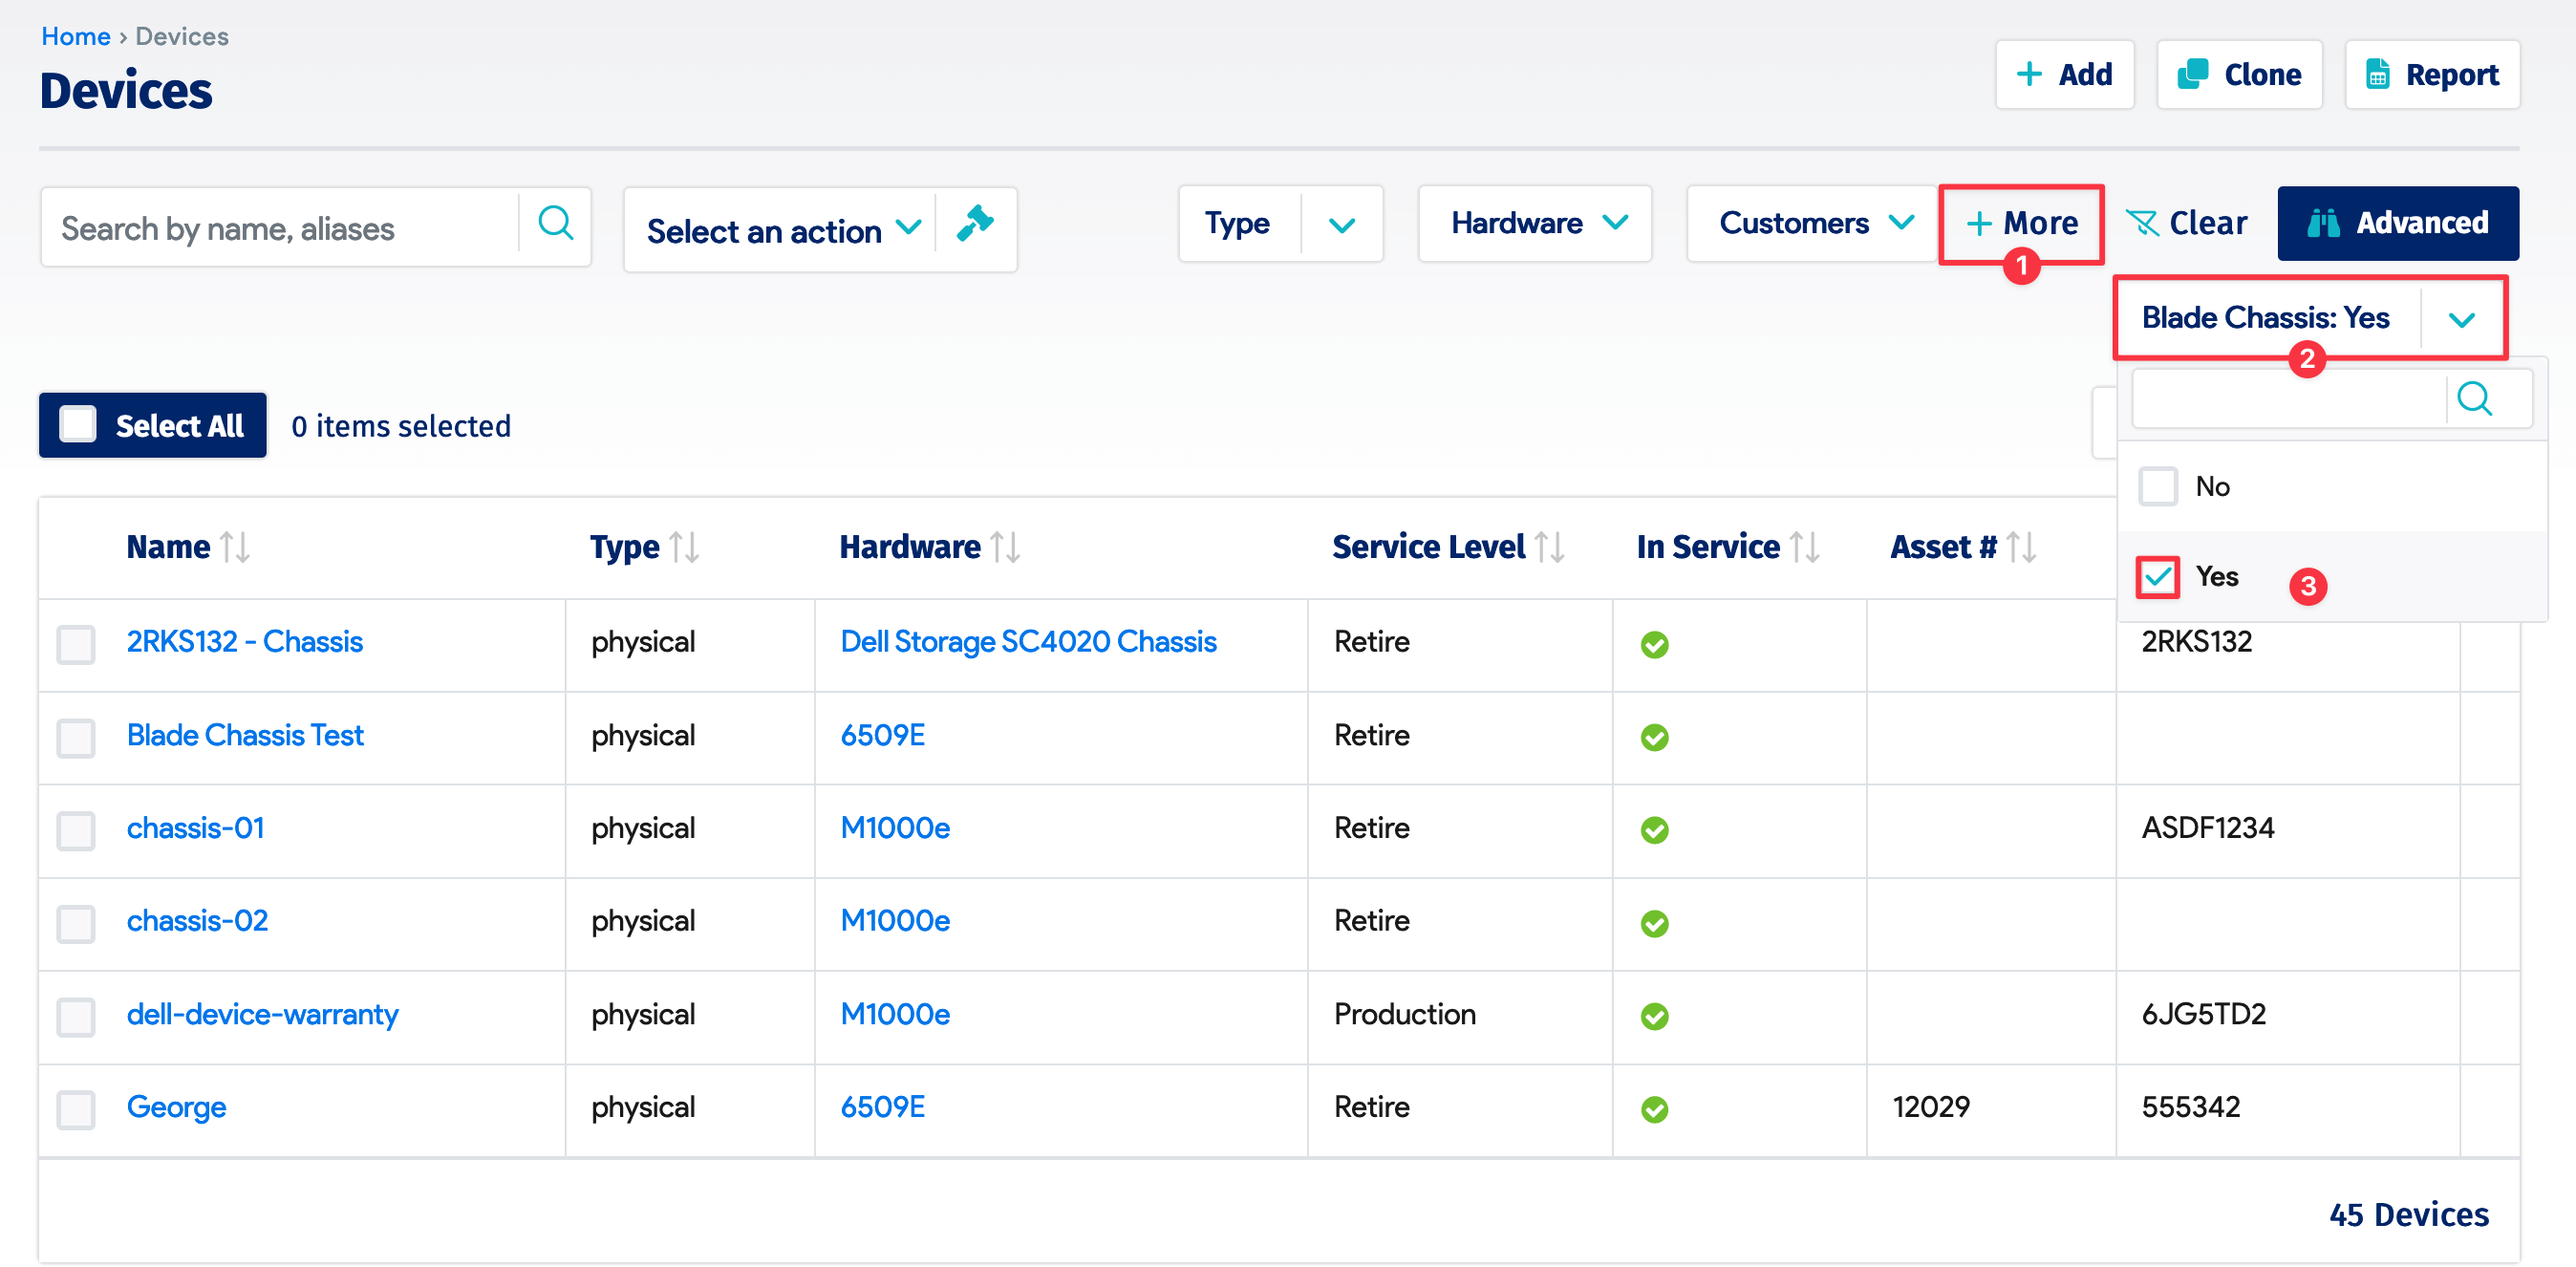 Home › Devices
Devices
Add
Clone
Report
Search by name, aliases
Select an action
Type
Hardware
Customers
+ More
Clear
Advanced
1
Blade Chassis: Yes
2
Select All
0 items selected
No
Yes
3
Name Type Hardware Service Level In Service Asset #
2RKS132 - Chassis physical Dell Storage SC4020 Chassis Retire 2RKS132
Blade Chassis Test physical 6509E Retire
chassis-01 physical M1000e Retire ASDF1234
chassis-02 physical M1000e Retire
dell-device-warranty physical M1000e Production 6JG5TD2
George physical 6509E Retire 12029 555342
45 Devices